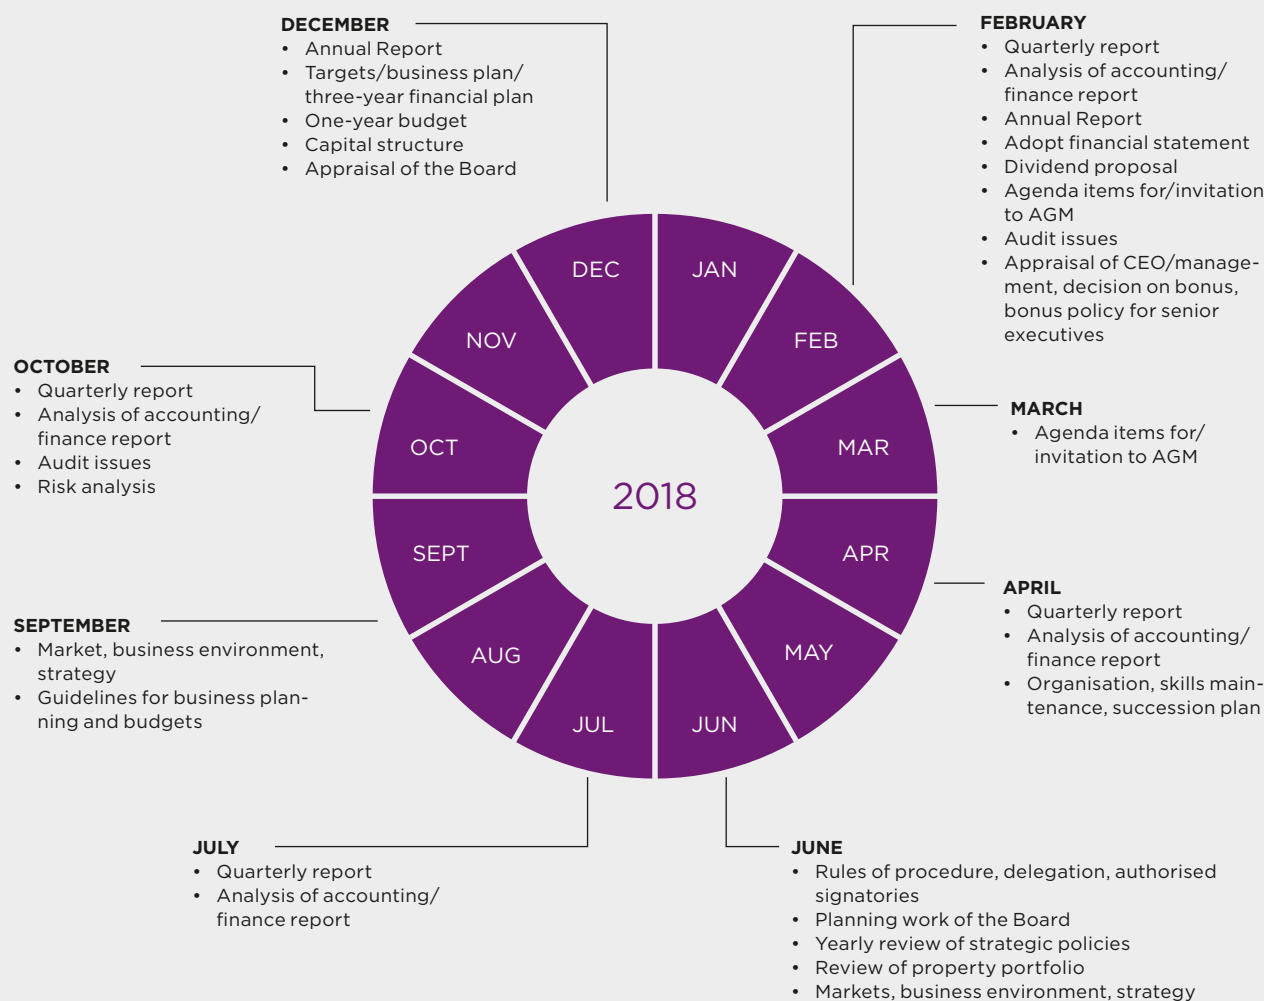 DECEMBER
• Annual Report
• Targets/business plan/
three-year financial plan
• One-year budget
• Capital structure
• Appraisal of the Board
FEBRUARY
• Quarterly report
• Analysis of accounting/
finance report
• Annual Report
• Adopt financial statement
• Dividend proposal
• Agenda items for/invitation
to AGM
• Audit issues
• Appraisal of CEO/manage-
ment, decision on bonus,
bonus policy for senior
executives
DEC
JAN
NOV
FEB
OCTOBER
• Quarterly report
• Analysis of accounting/
finance report
• Audit issues
• Risk analysis
MARCH
• Agenda items for/
invitation to AGM
OCT
MAR
2018
SEPT
APR
APRIL
• Quarterly report
• Analysis of accounting/
finance report
• Organisation, skills main-
tenance, succession plan
SEPTEMBER
• Market, business environment,
strategy
• Guidelines for business plan-
ning and budgets
AUG
MAY
JUL
JUN
JULY
• Quarterly report
• Analysis of accounting/
finance report
JUNE
• Rules of procedure, delegation, authorised
signatories
• Planning work of the Board
• Yearly review of strategic policies
• Review of property portfolio
• Markets, business environment, strategy